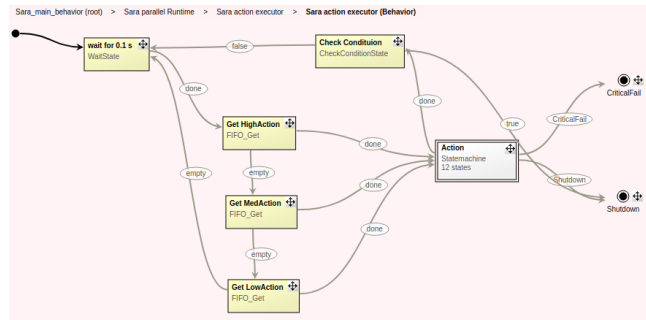 Sara_main_behavior (root) > Sara parallel Runtime > Sara action executor > Sara action executor (Behavior)
wait for 0.1 s
WaitState
false
Check Condituion
CheckConditionState
done
CriticalFail
done
Get HighAction
FIFO_Get
done
true
CriticalFail
Action
Statemachine
12 states
empty
empty
done
Shutdown
Get MedAction
FIFO_Get
Shutdown
done
empty
Get LowAction
FIFO_Get